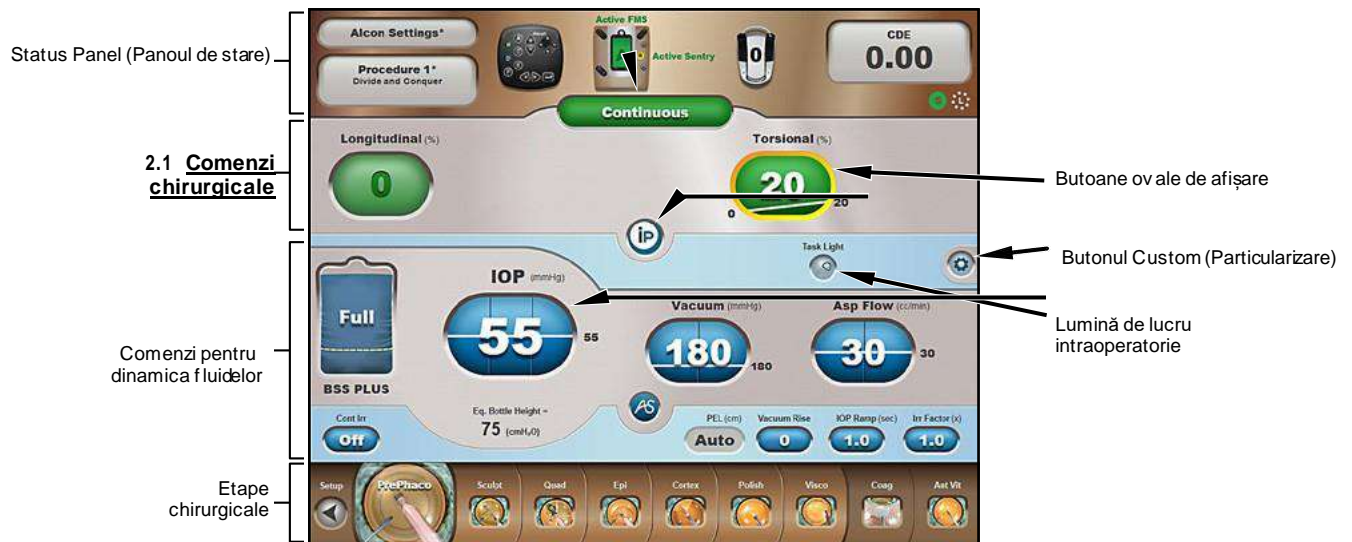 Status Panel (Panoul de stare)
Alcon Settings*
Procedure 1*
Divide and Conquer
Active FMS
Active Sentry
0
CDE
0.00
L
Continuous
2.1 Comenzi
chirurgicale
Longitudinal (%)
0
Torsional (%)
20
0
20
Butoane ovale de afișare
iP
Task Light
Butonul Custom (Particularizare)
Lumină de lucru
intraoperatorie
Comenzi pentru
dinamica fluidelor
Full
BSS PLUS
IOP (mmHg)
55
55
Vacuum (mmHg)
180
180
Asp Flow (cc/min)
30
30
Eq. Bottle Height =
75 (cmH₂O)
AS
Cont Irr
Off
PEL (cm)
Auto
Vacuum Rise
0
IOP Ramp (sec)
1.0
Irr Factor (x)
1.0
Etape
chirurgicale
Setup
PrePhaco
Sculpt
Quad
Epi
Cortex
Polish
Visco
Coag
Ant Vit